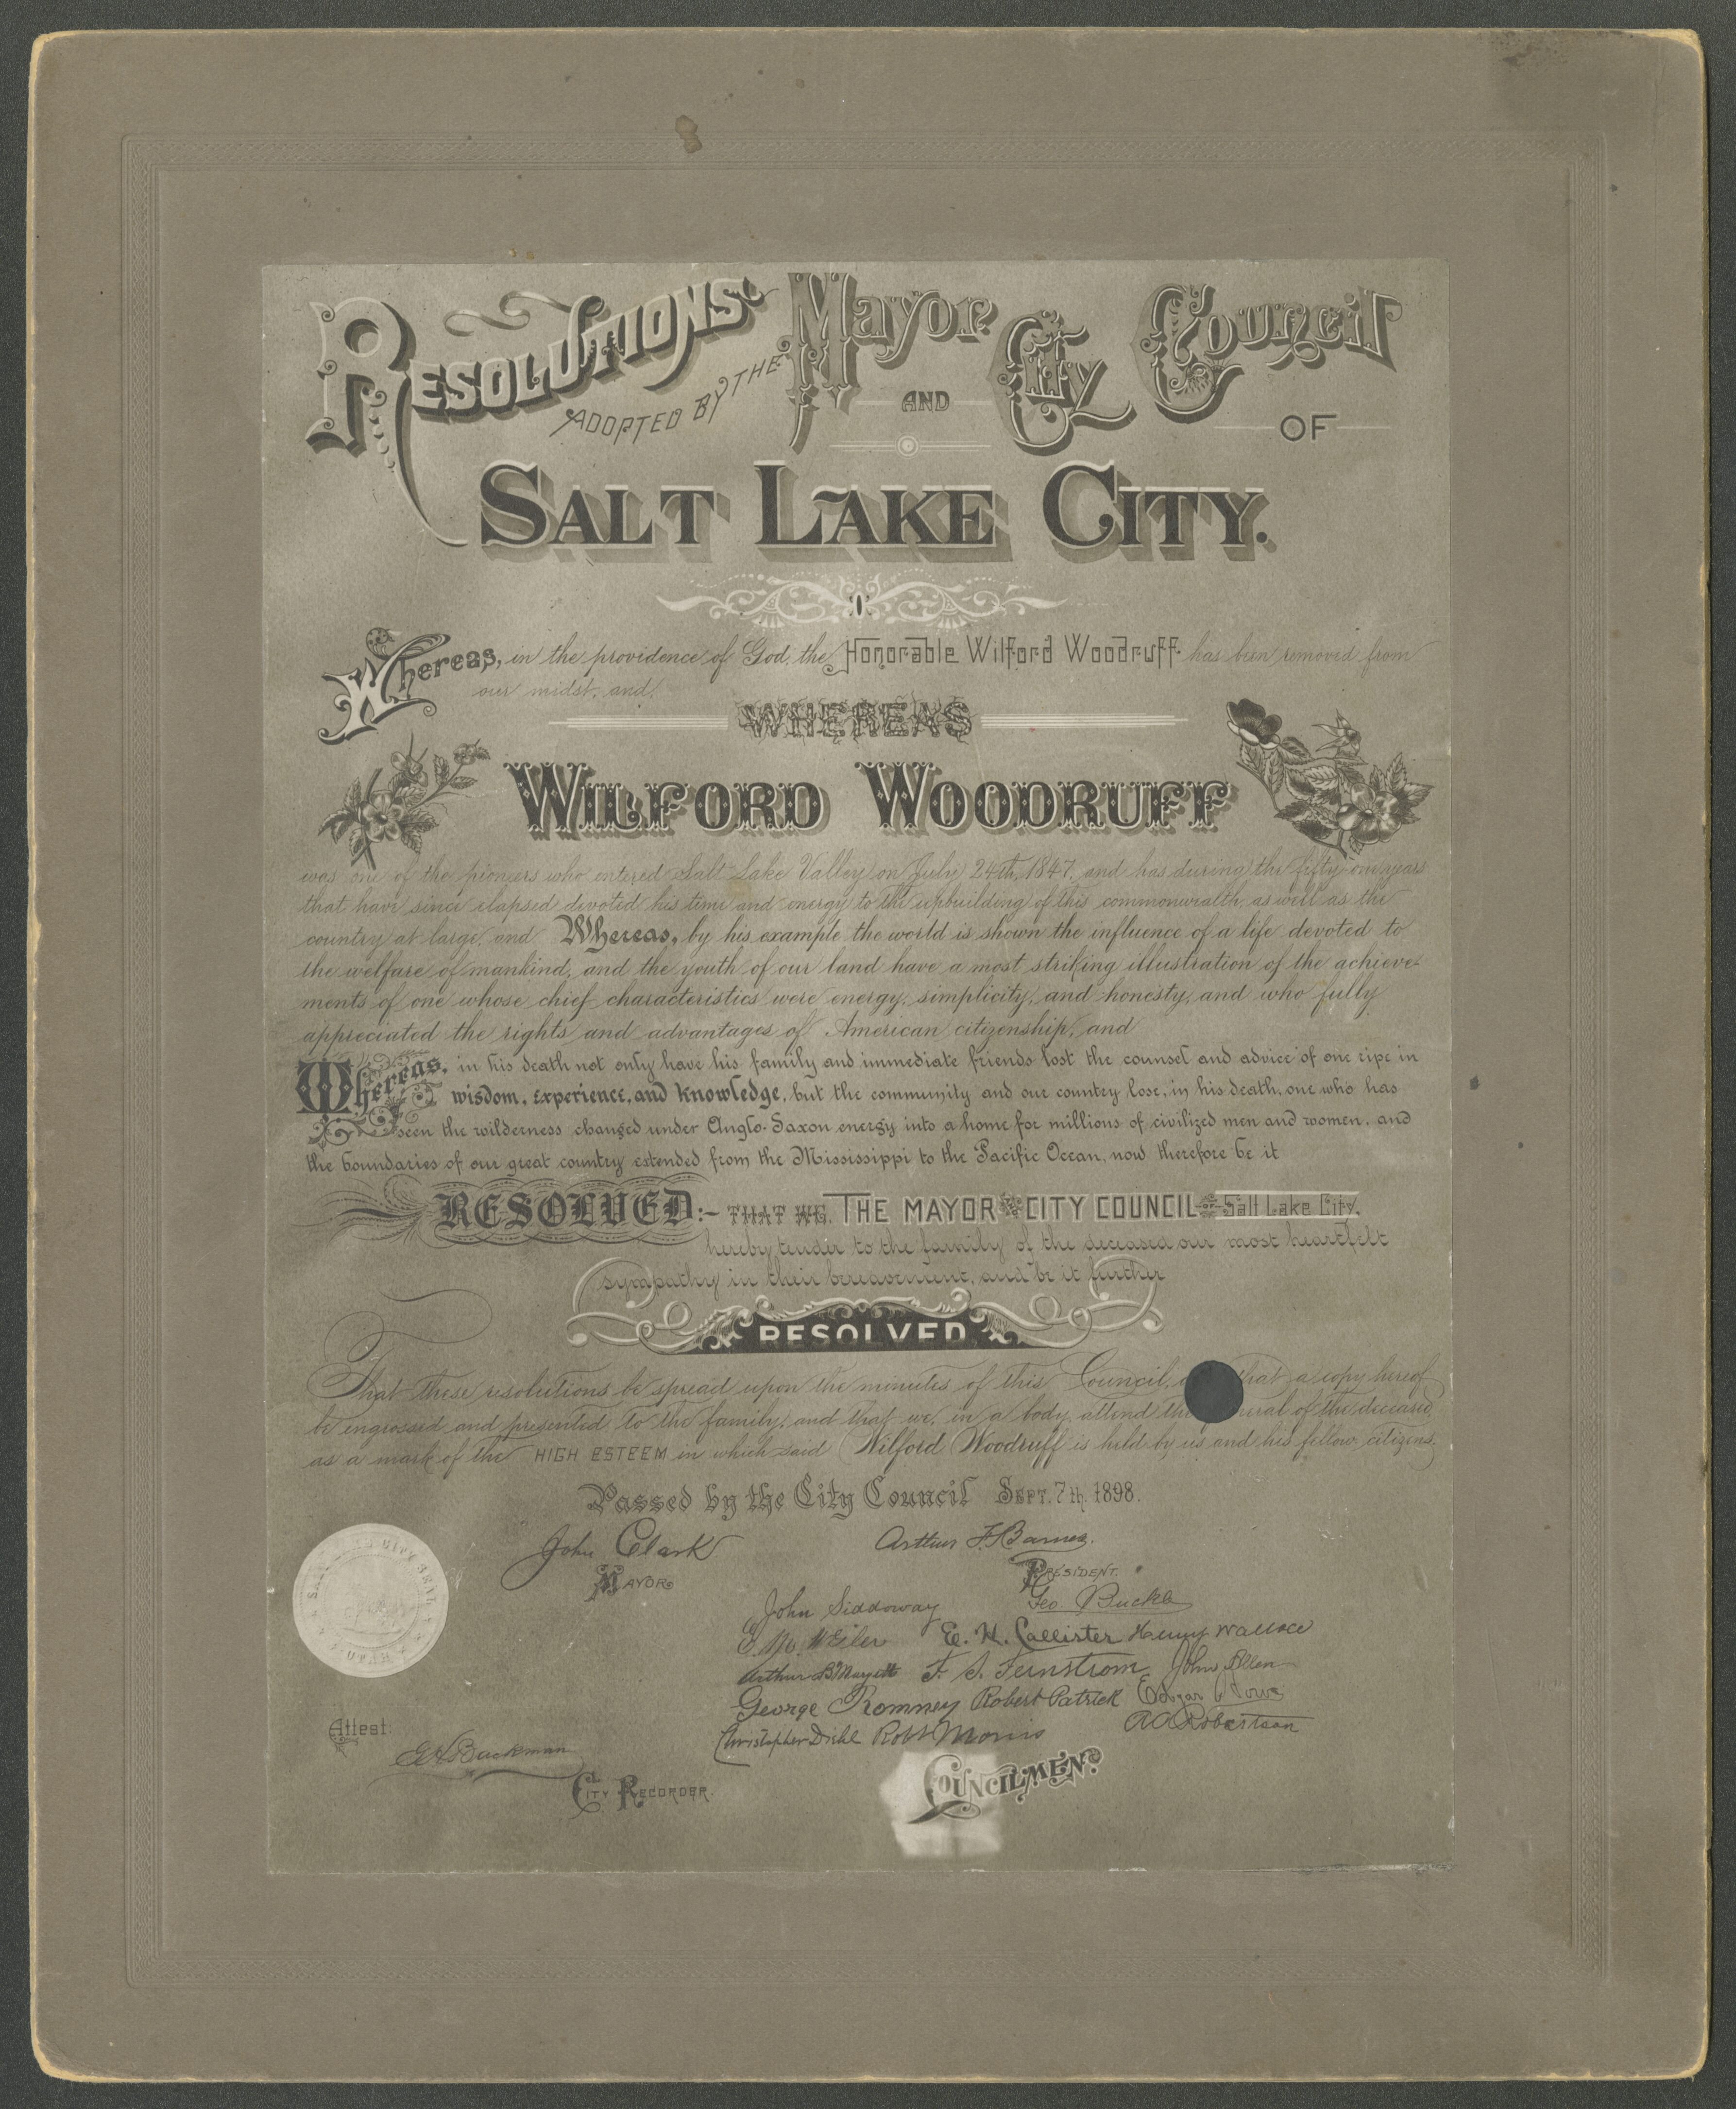 RESOLUTIONS ADOPTED BY THE Mayor AND City Council OF
SALT LAKE CITY.
Whereas, in the providence of God, the Honorable Wilford Woodruff has been removed from
our midst, and
WHEREAS
WILFORD WOODRUFF
was one of the pioneers who entered Salt Lake Valley on July 24th, 1847, and has during the fifty-one years
that have since elapsed devoted his time and energy to the upbuilding of this commonwealth, as well as the
country at large, and Whereas, by his example the world is shown the influence of a life devoted to
the welfare of mankind, and the youth of our land have a most striking illustration of the achieve-
ments of one whose chief characteristics were energy, simplicity, and honesty, and who fully
appreciated the rights and advantages of American citizenship, and
Whereas, in his death not only have his family and immediate friends lost the counsel and advice of one ripe in
wisdom, experience, and knowledge, but the community and our country lose, in his death, one who has
seen the wilderness changed under Anglo-Saxon energy into a home for millions of civilized men and women, and
the boundaries of our great country extended from the Mississippi to the Pacific Ocean, now therefore be it
RESOLVED:- THAT WE, THE MAYOR AND CITY COUNCIL OF Salt Lake City,
hereby tender to the family of the deceased our most heartfelt
sympathy in their bereavement, and be it further
RESOLVED
That these resolutions be spread upon the minutes of this Council, that a copy hereof
be engrossed and presented to the family, and that we, in a body, attend the of the deceased,
as a mark of the HIGH ESTEEM in which said Wilford Woodruff is held by us and his fellow citizens.
Passed by the City Council SEPT. 7th. 1898.
John Clark Arthur F. Barnes.
MAYOR PRESIDENT.
John Siddoway Geo. Buckle
E. H. Callister Henry Wallace
F. S. Fernstrom John Allen
George Romney Robert Patrick
Christopher Diehl Robt Morris R. C. Robertson
Attest:
CITY RECORDER.
COUNCILMEN.